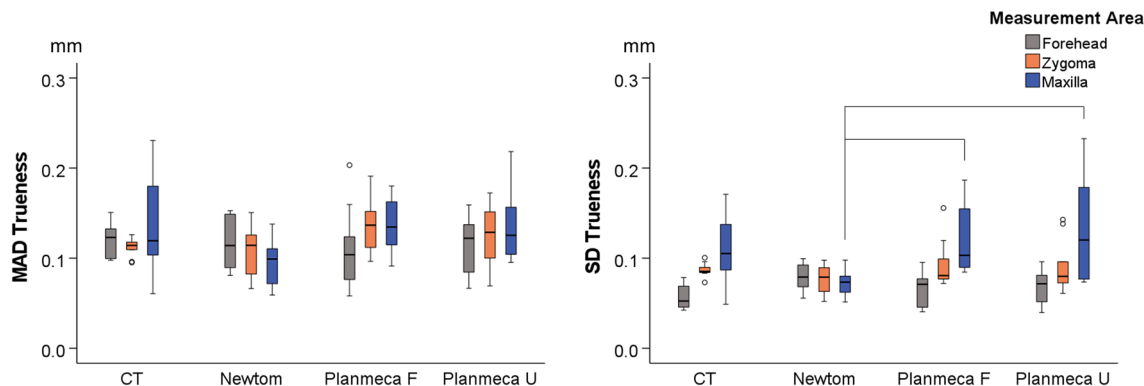 mm
MAD Trueness
0.3
0.2
0.1
0.0
CT Newtom Planmeca F Planmeca U
mm
SD Trueness
0.3
0.2
0.1
0.0
CT Newtom Planmeca F Planmeca U
Measurement Area
Forehead
Zygoma
Maxilla